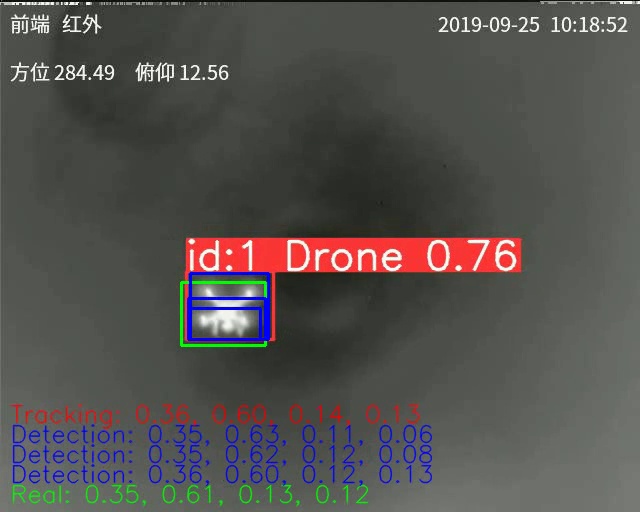 前端 红外 2019-09-25 10:18:52
方位 284.49 俯仰 12.56
id:1 Drone 0.76
Tracking: 0.36, 0.60, 0.14, 0.13
Detection: 0.35, 0.63, 0.11, 0.06
Detection: 0.35, 0.62, 0.12, 0.08
Detection: 0.36, 0.60, 0.12, 0.13
Real: 0.35, 0.61, 0.13, 0.12